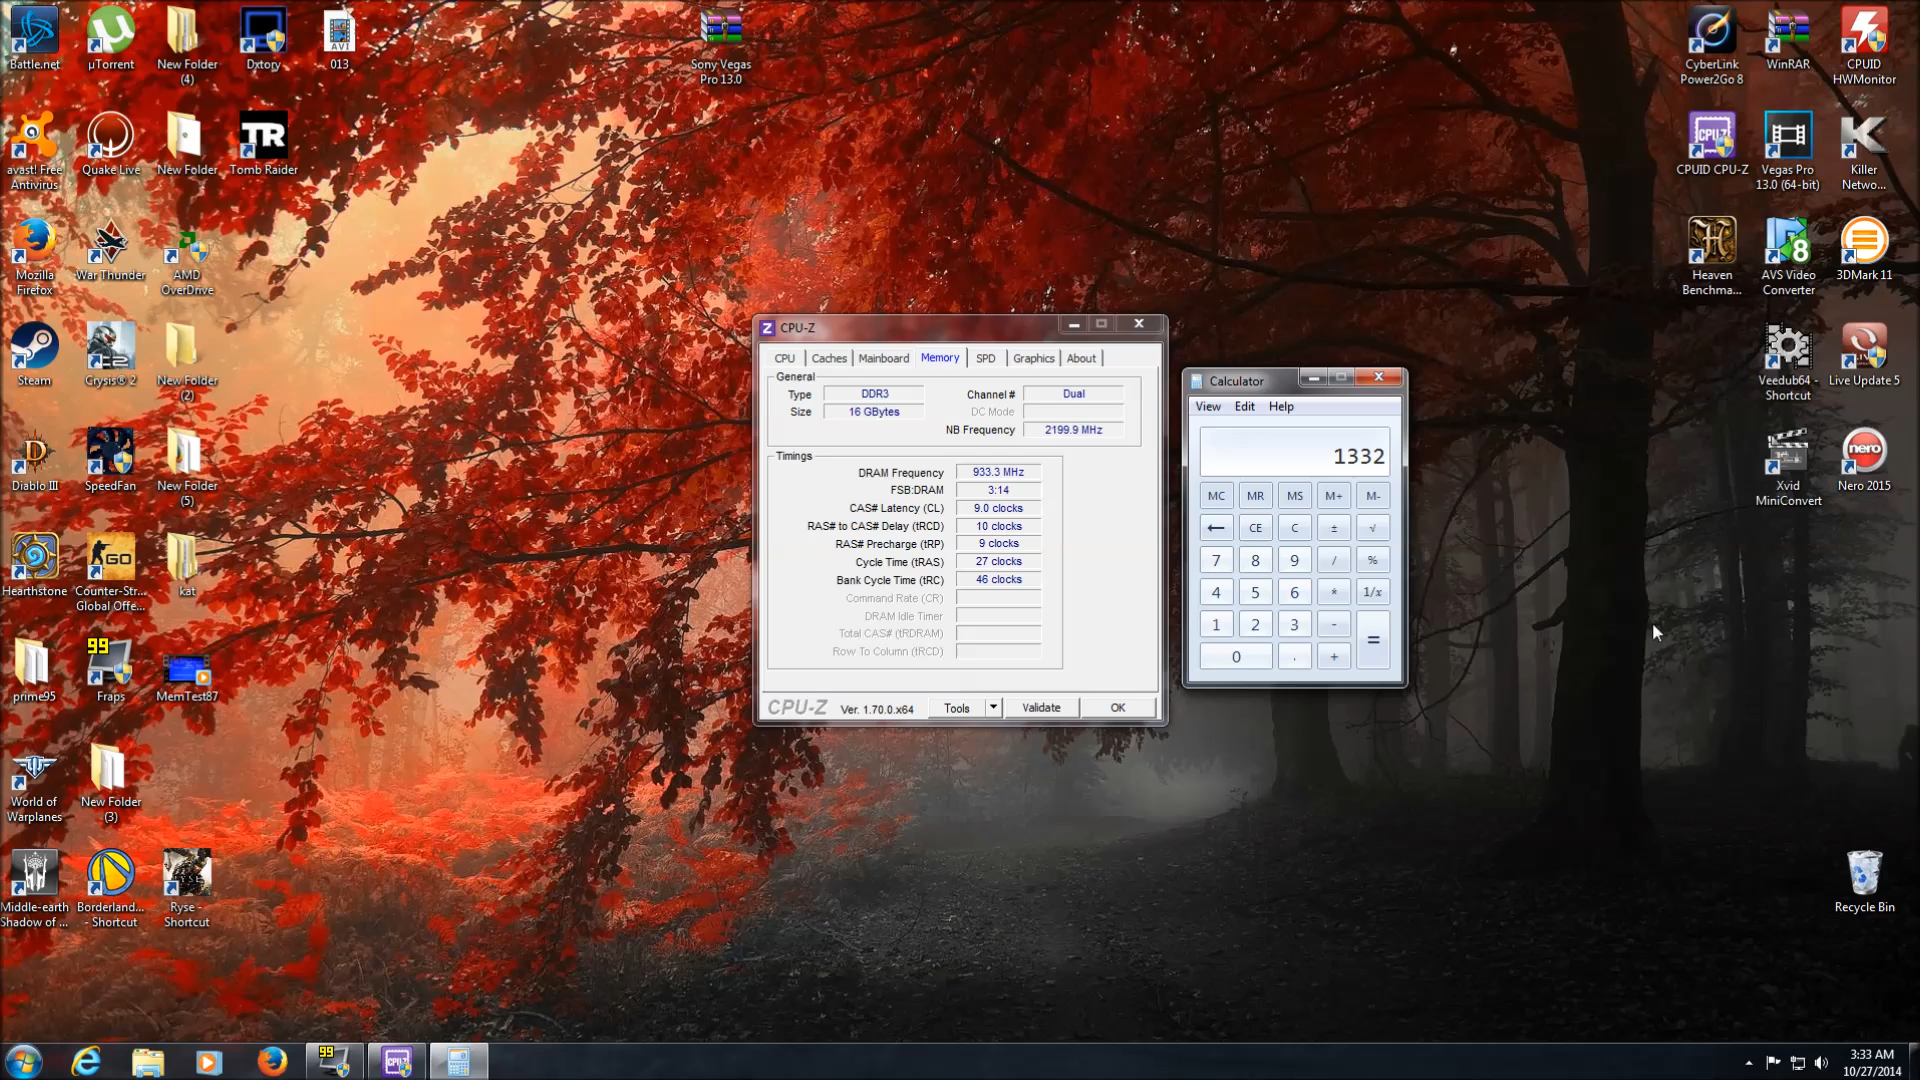 Battle.net
µTorrent
New Folder
(4)
Dxtory
AVI
013
Sony Vegas
Pro 13.0
CyberLink
Power2Go 8
WinRAR
CPUID
HWMonitor
avast! Free
Antivirus
Quake Live
New Folder
TR
Tomb Raider
CPU-Z
CPUID CPU-Z
Vegas Pro
13.0 (64-bit)
Killer
Netwo...
Mozilla
Firefox
War Thunder
AMD
OverDrive
Heaven
Benchma...
8
AVS Video
Converter
3DMark 11
Steam
Crysis® 2
New Folder
(2)
Veedub64 -
Shortcut
Live Update 5
Diablo III
SpeedFan
New Folder
(5)
Xvid
MiniConvert
nero
Nero 2015
Hearthstone
GO
Counter-Str...
Global Offe...
kat
prime95
99
Fraps
MemTest87
World of
Warplanes
New Folder
(3)
Middle-earth
Shadow of ...
Borderland...
- Shortcut
RYSE
Ryse -
Shortcut
Recycle Bin
Z CPU-Z
CPU Caches Mainboard Memory SPD Graphics About
General
Type DDR3 Channel # Dual
Size 16 GBytes DC Mode
NB Frequency 2199.9 MHz
Timings
DRAM Frequency 933.3 MHz
FSB:DRAM 3:14
CAS# Latency (CL) 9.0 clocks
RAS# to CAS# Delay (tRCD) 10 clocks
RAS# Precharge (tRP) 9 clocks
Cycle Time (tRAS) 27 clocks
Bank Cycle Time (tRC) 46 clocks
Command Rate (CR)
DRAM Idle Timer
Total CAS# (tRDRAM)
Row To Column (tRCD)
CPU-Z Ver. 1.70.0.x64 Tools Validate OK
Calculator
View Edit Help
1332
MC MR MS M+ M-
← CE C ± √
7 8 9 / %
4 5 6 * 1/x
1 2 3 - =
0 . +
99
CPU-Z
3:33 AM
10/27/2014